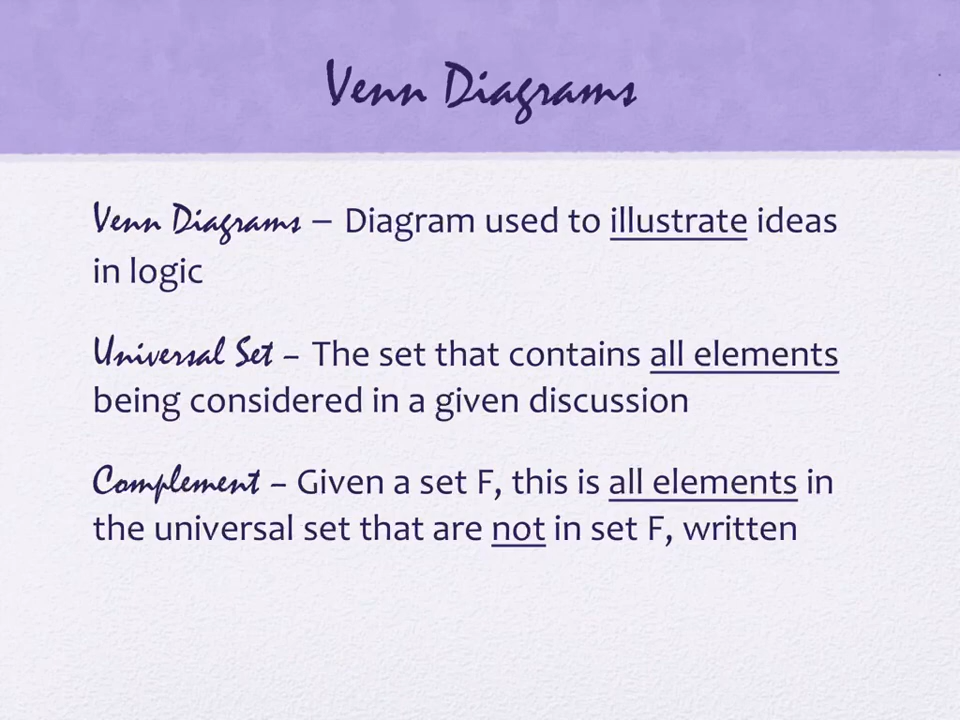 Venn Diagrams
Venn Diagrams – Diagram used to illustrate ideas
in logic
Universal Set – The set that contains all elements
being considered in a given discussion
Complement – Given a set F, this is all elements in
the universal set that are not in set F, written